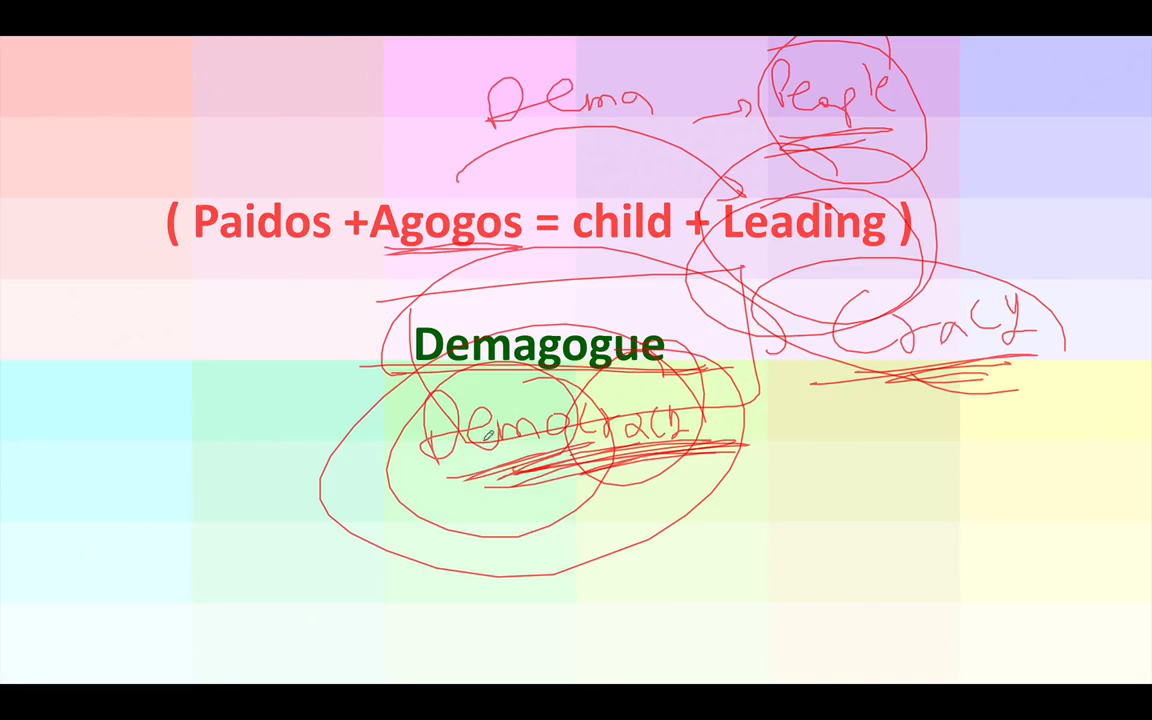 Dema → People
( Paidos +Agogos = child + Leading )
Cracy
Demagogue
Democracy